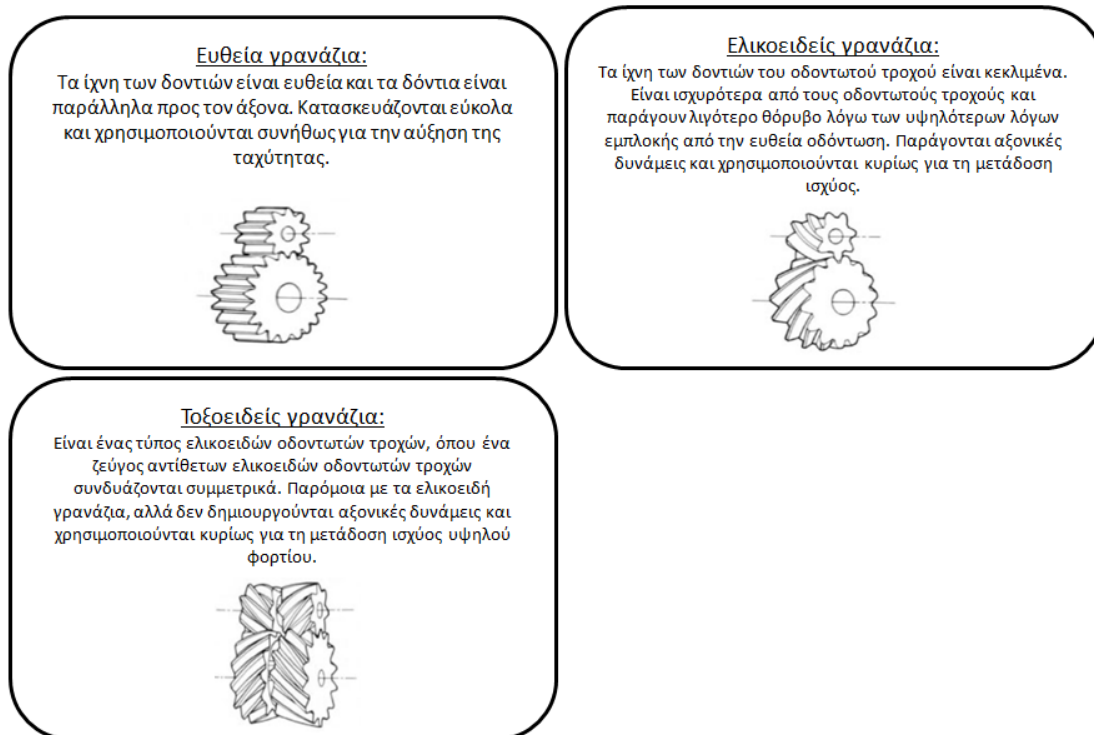 Ευθεία γρανάζια:
Τα ίχνη των δοντιών είναι ευθεία και τα δόντια είναι
παράλληλα προς τον άξονα. Κατασκευάζονται εύκολα
και χρησιμοποιούνται συνήθως για την αύξηση της
ταχύτητας.
Ελικοειδείς γρανάζια:
Τα ίχνη των δοντιών του οδοντωτού τροχού είναι κεκλιμένα.
Είναι ισχυρότερα από τους οδοντωτούς τροχούς και
παράγουν λιγότερο θόρυβο λόγω των υψηλότερων λόγων
εμπλοκής από την ευθεία οδόντωση. Παράγονται αξονικές
δυνάμεις και χρησιμοποιούνται κυρίως για τη μετάδοση
ισχύος.
Τοξοειδείς γρανάζια:
Είναι ένας τύπος ελικοειδών οδοντωτών τροχών, όπου ένα
ζεύγος αντίθετων ελικοειδών οδοντωτών τροχών
συνδυάζονται συμμετρικά. Παρόμοια με τα ελικοειδή
γρανάζια, αλλά δεν δημιουργούνται αξονικές δυνάμεις και
χρησιμοποιούνται κυρίως για τη μετάδοση ισχύος υψηλού
φορτίου.